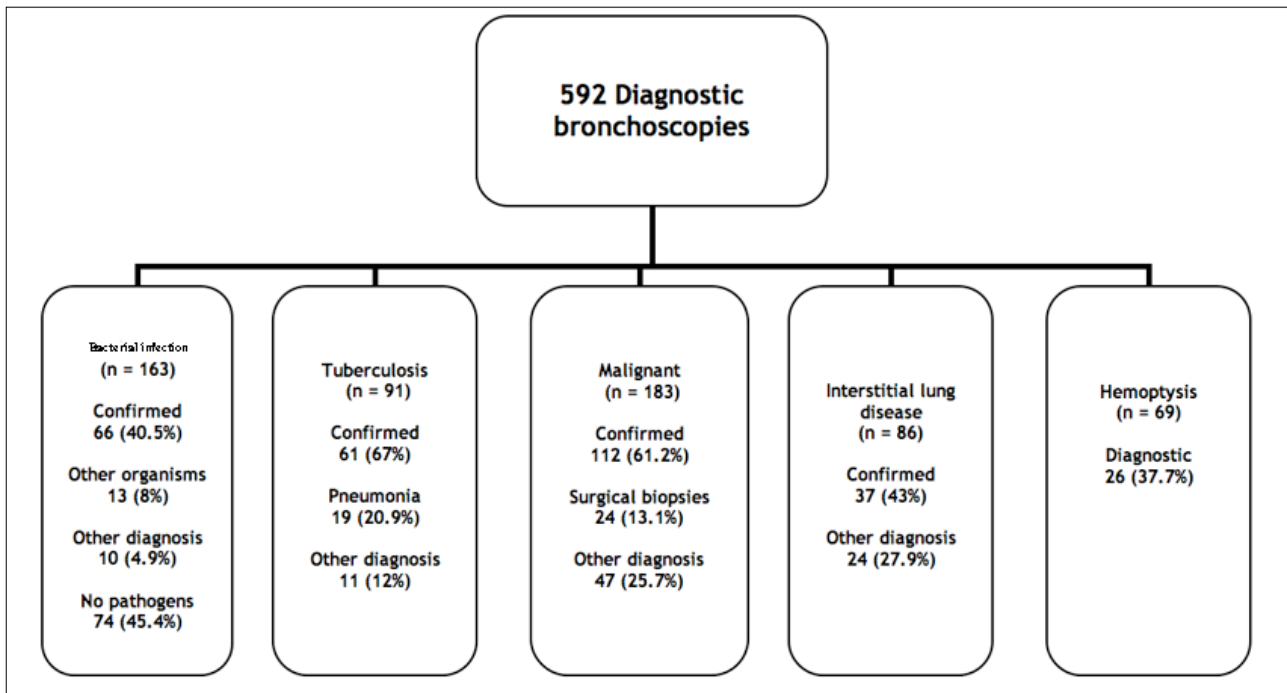 592 Diagnostic
bronchoscopies
Bacterial infection
(n = 163)
Confirmed
66 (40.5%)
Other organisms
13 (8%)
Other diagnosis
10 (4.9%)
No pathogens
74 (45.4%)
Tuberculosis
(n = 91)
Confirmed
61 (67%)
Pneumonia
19 (20.9%)
Other diagnosis
11 (12%)
Malignant
(n = 183)
Confirmed
112 (61.2%)
Surgical biopsies
24 (13.1%)
Other diagnosis
47 (25.7%)
Interstitial lung
disease
(n = 86)
Confirmed
37 (43%)
Other diagnosis
24 (27.9%)
Hemoptysis
(n = 69)
Diagnostic
26 (37.7%)